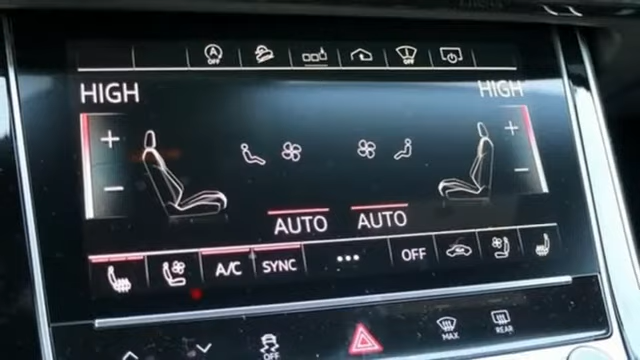 OFF OFF
HIGH HIGH
+ +
− −
AUTO AUTO
A/C SYNC ••• OFF
OFF MAX REAR